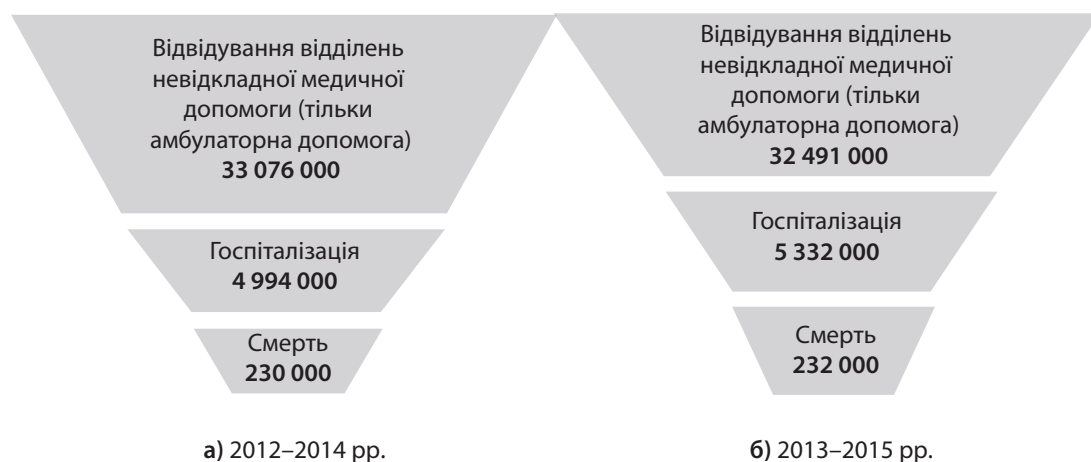 Відвідування відділень
невідкладної медичної
допомоги (тільки
амбулаторна допомога)
33 076 000
Госпіталізація
4 994 000
Смерть
230 000
а) 2012–2014 рр.
Відвідування відділень
невідкладної медичної
допомоги (тільки
амбулаторна допомога)
32 491 000
Госпіталізація
5 332 000
Смерть
232 000
б) 2013–2015 рр.